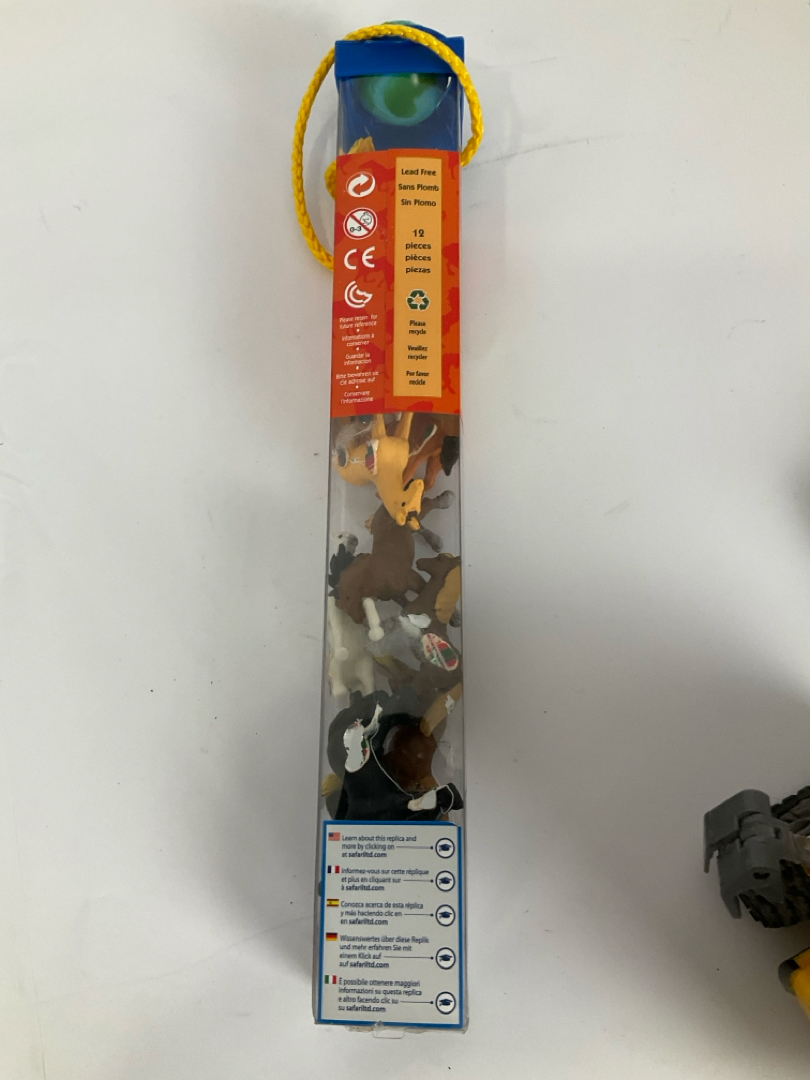 Lead Free
Sans Plomb
Sin Plomo
12
pieces
pièces
piezas
Please
recycle
Veuillez
recycler
Por favor
recicle
0-3
CE
Please retain for
future reference
Informations à
conserver
Guardar la
información
Bitte bewahren sie
Conservare
l'informazione
Learn about this replica and
more by clicking on
at safariltd.com
Informez-vous sur cette réplique
et plus en cliquant sur
à safariltd.com
Conozca acerca de esta réplica
y más haciendo clic en
en safariltd.com
Wissenswertes über diese Replik
und mehr erfahren Sie mit
einem Klick auf
auf safariltd.com
È possibile ottenere maggiori
informazioni su questa replica
e altro facendo clic su
su safariltd.com